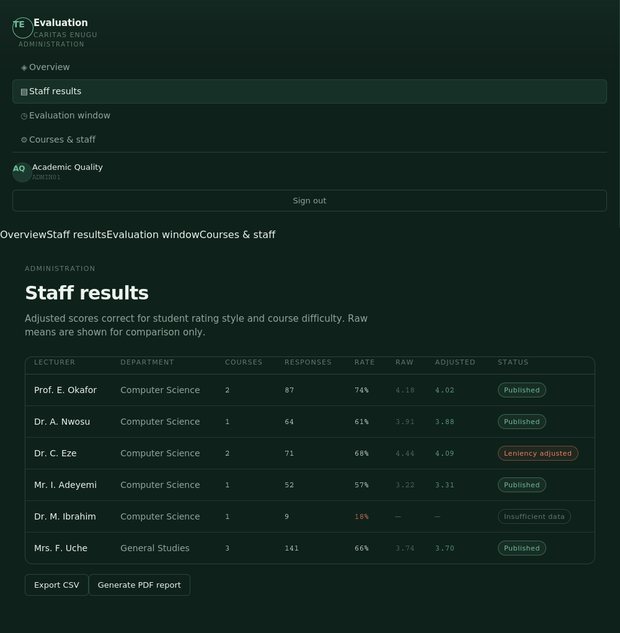 TE
Evaluation
CARITAS ENUGU
ADMINISTRATION
Overview
Staff results
Evaluation window
Courses & staff
AQ
Academic Quality
Sign out
OverviewStaff resultsEvaluation windowCourses & staff
ADMINISTRATION
Staff results
Adjusted scores correct for student rating style and course difficulty. Raw
means are shown for comparison only.
LECTURER DEPARTMENT COURSES RESPONSES RATE RAW ADJUSTED STATUS
Prof. E. Okafor Computer Science 2 87 74% 4.18 4.02 Published
Dr. A. Nwosu Computer Science 1 64 61% 3.91 3.88 Published
Dr. C. Eze Computer Science 2 71 68% 4.44 4.09 Leniency adjusted
Mr. I. Adeyemi Computer Science 1 52 57% 3.22 3.31 Published
Dr. M. Ibrahim Computer Science 1 9 18% — — Insufficient data
Mrs. F. Uche General Studies 3 141 66% 3.74 3.70 Published
Export CSV Generate PDF report